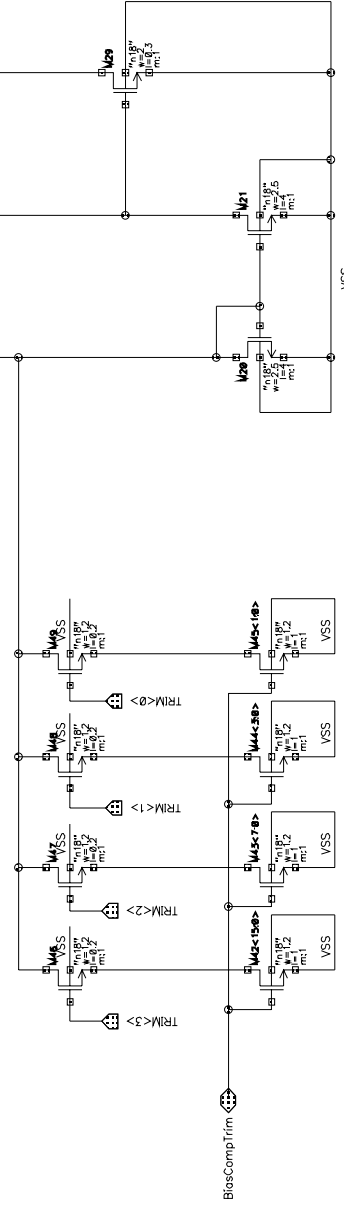 M29
"n18"
w=2
l=0.3
m:1
M21
"n18"
w=2.5
l=4
m:1
VSS
M20
"n18"
w=2.5
l=4
m:1
M49
VSS
"n18"
w=1.2
l=0.2
m:1
TRIM<0>
M45<1:0>
"n18"
w=1.2
l=1
m:1
VSS
M48
VSS
"n18"
w=1.2
l=0.2
m:1
TRIM<1>
M44<3:0>
"n18"
w=1.2
l=1
m:1
VSS
M47
VSS
"n18"
w=1.2
l=0.2
m:1
TRIM<2>
M43<7:0>
"n18"
w=1.2
l=1
m:1
VSS
M46
VSS
"n18"
w=1.2
l=0.2
m:1
TRIM<3>
M42<15:0>
"n18"
w=1.2
l=1
m:1
VSS
BiasCompTrim